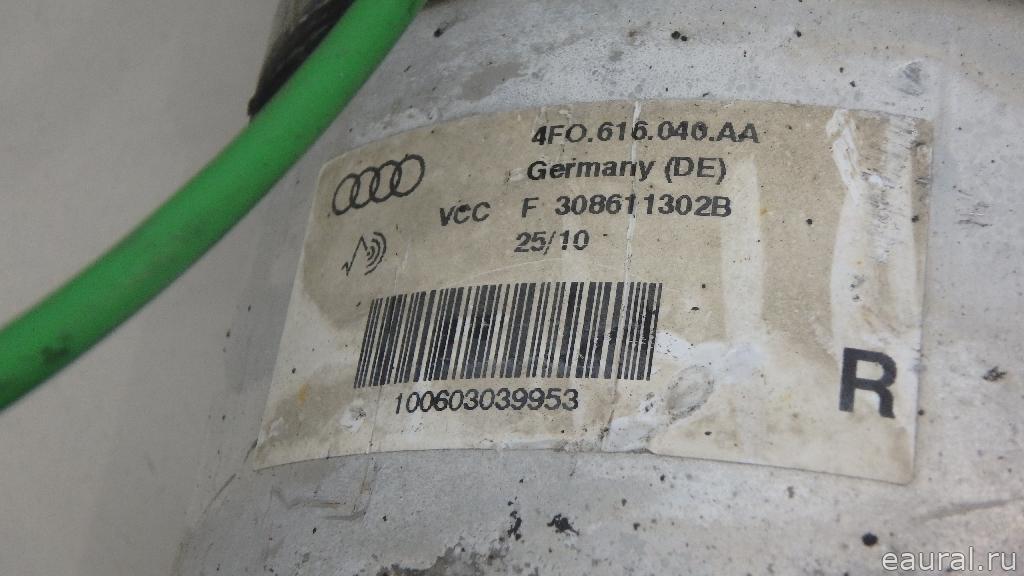 4F0.616.040.AA
Germany (DE)
VCC F 308611302B
25/10
100603039953
R
eaural.ru